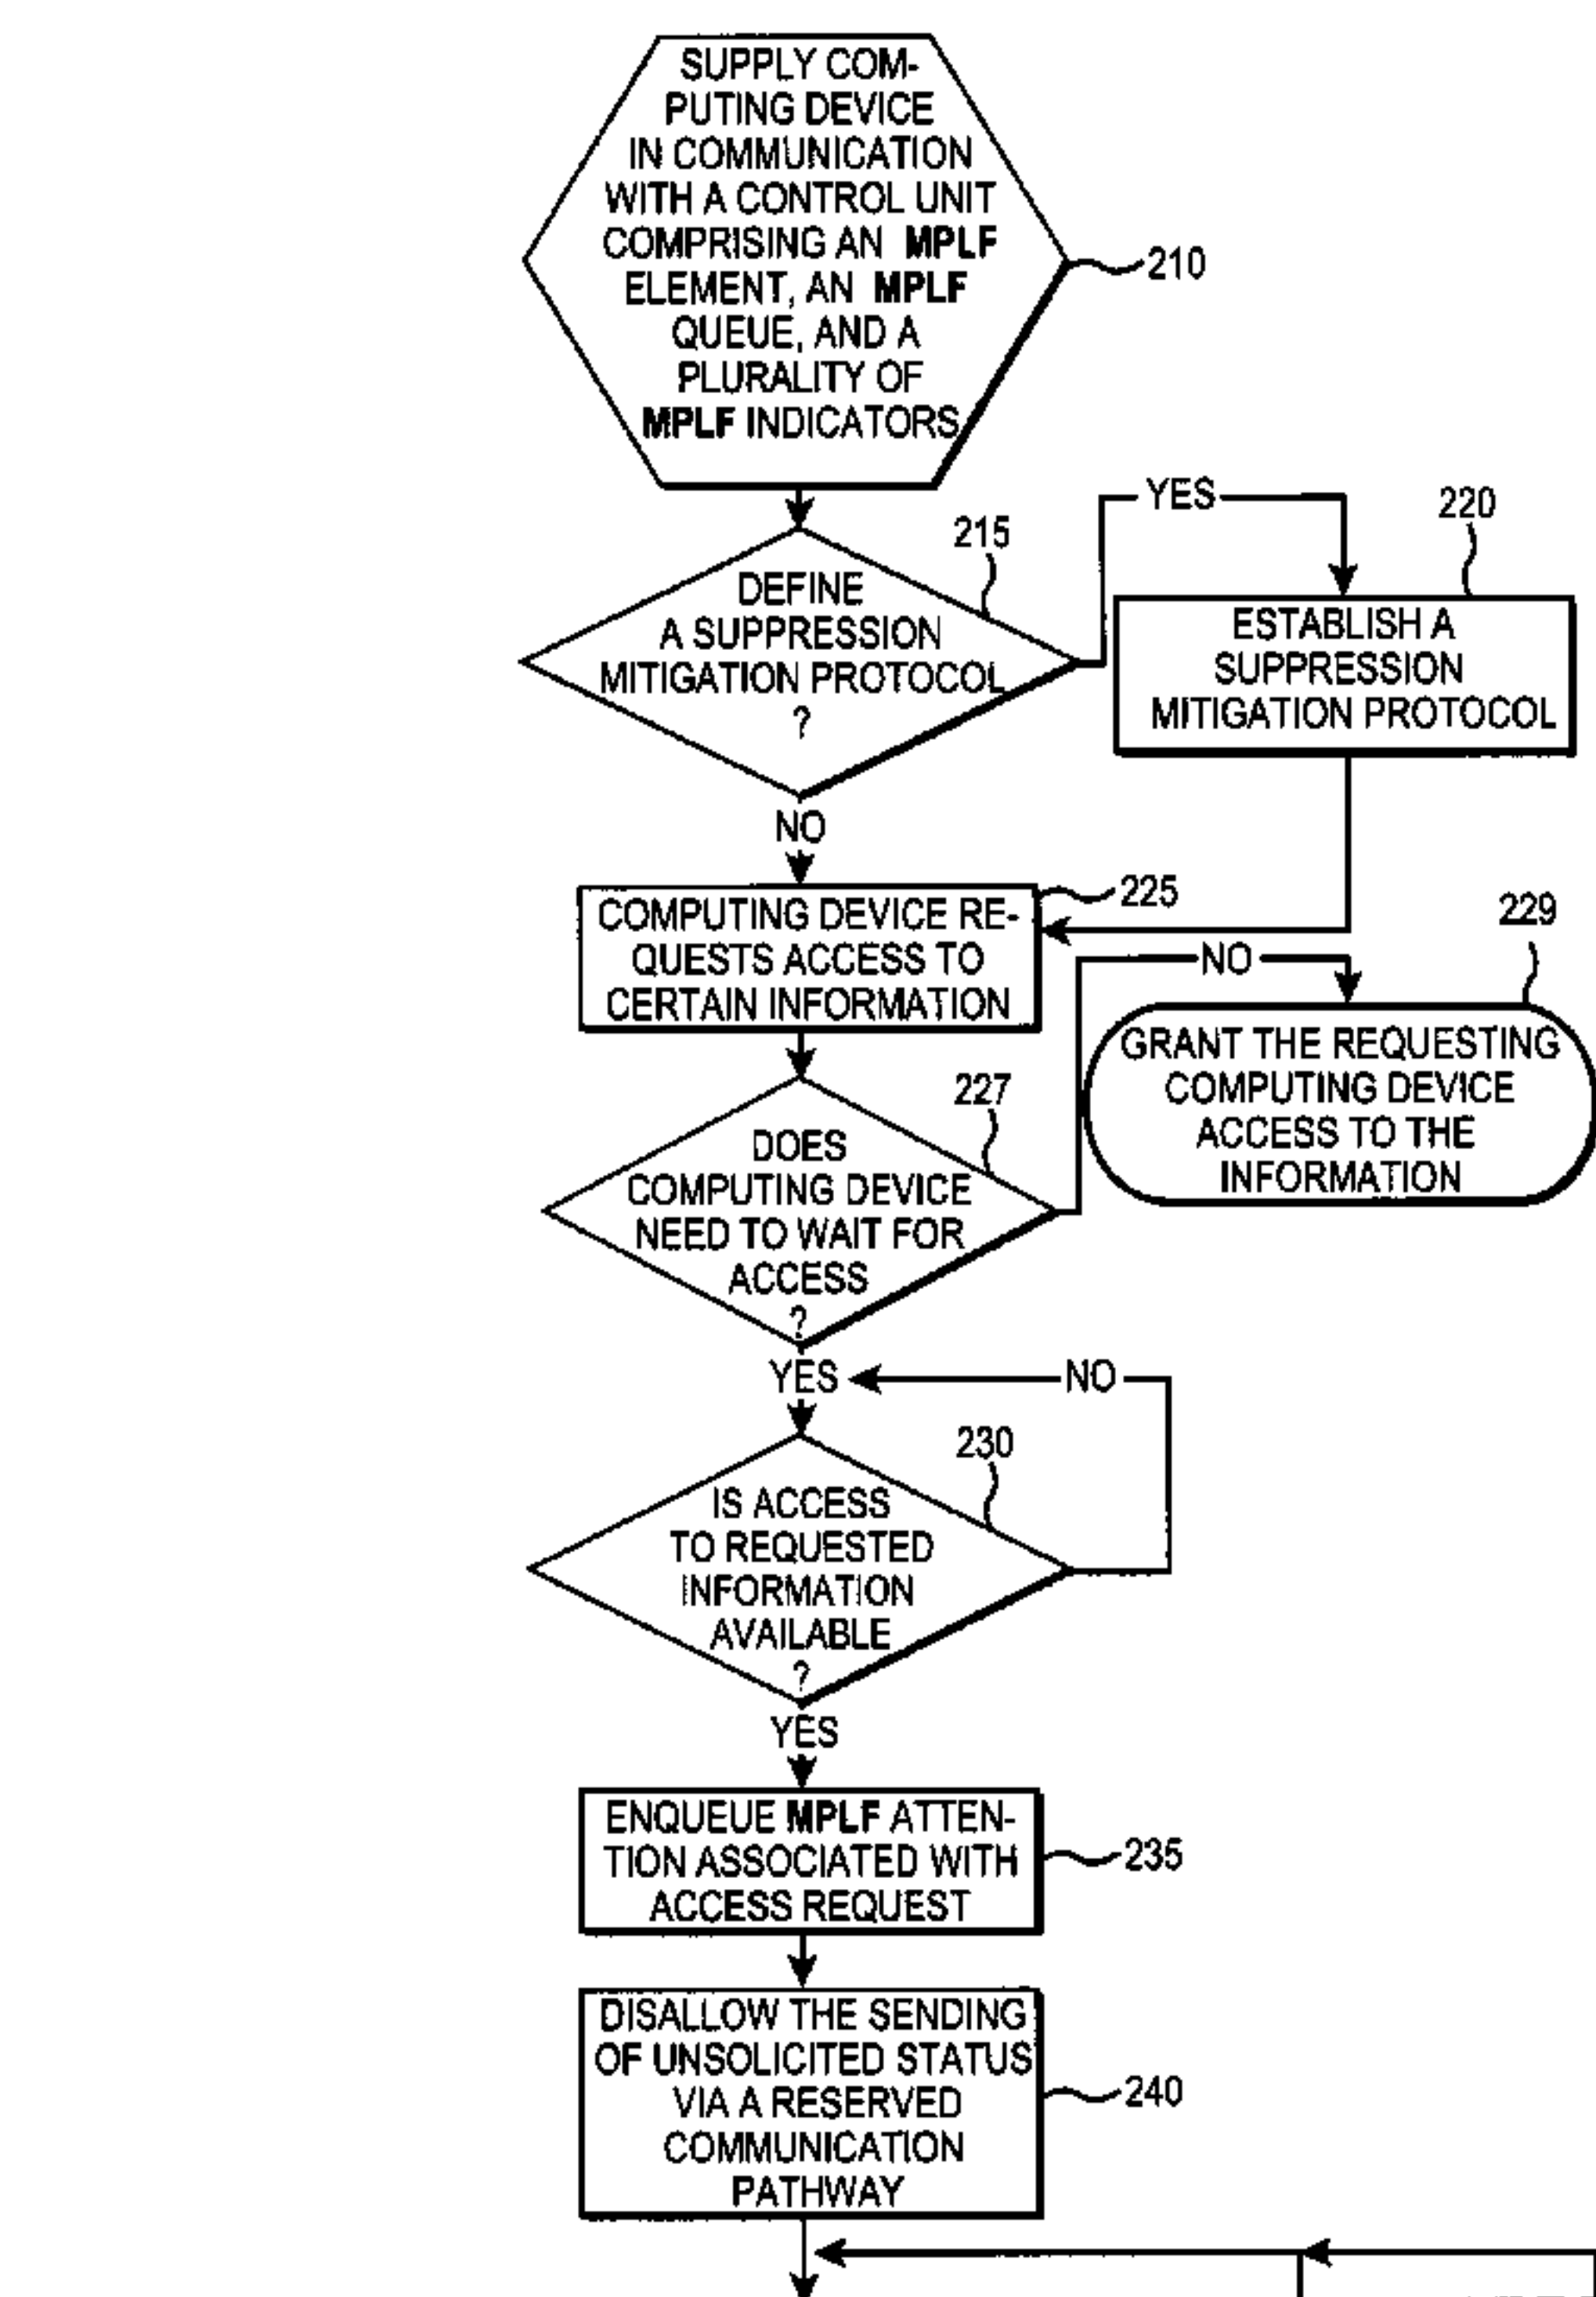 SUPPLY COM-
PUTING DEVICE
IN COMMUNICATION
WITH A CONTROL UNIT
COMPRISING AN MPLF
ELEMENT, AN MPLF
QUEUE, AND A
PLURALITY OF
MPLF INDICATORS
210
YES
220
215
DEFINE
A SUPPRESSION
MITIGATION PROTOCOL
?
ESTABLISH A
SUPPRESSION
MITIGATION PROTOCOL
NO
225
COMPUTING DEVICE RE-
QUESTS ACCESS TO
CERTAIN INFORMATION
229
NO
GRANT THE REQUESTING
COMPUTING DEVICE
ACCESS TO THE
INFORMATION
227
DOES
COMPUTING DEVICE
NEED TO WAIT FOR
ACCESS
?
YES
NO
230
IS ACCESS
TO REQUESTED
INFORMATION
AVAILABLE
?
YES
ENQUEUE MPLF ATTEN-
TION ASSOCIATED WITH
ACCESS REQUEST
235
DISALLOW THE SENDING
OF UNSOLICITED STATUS
VIA A RESERVED
COMMUNICATION
PATHWAY
240